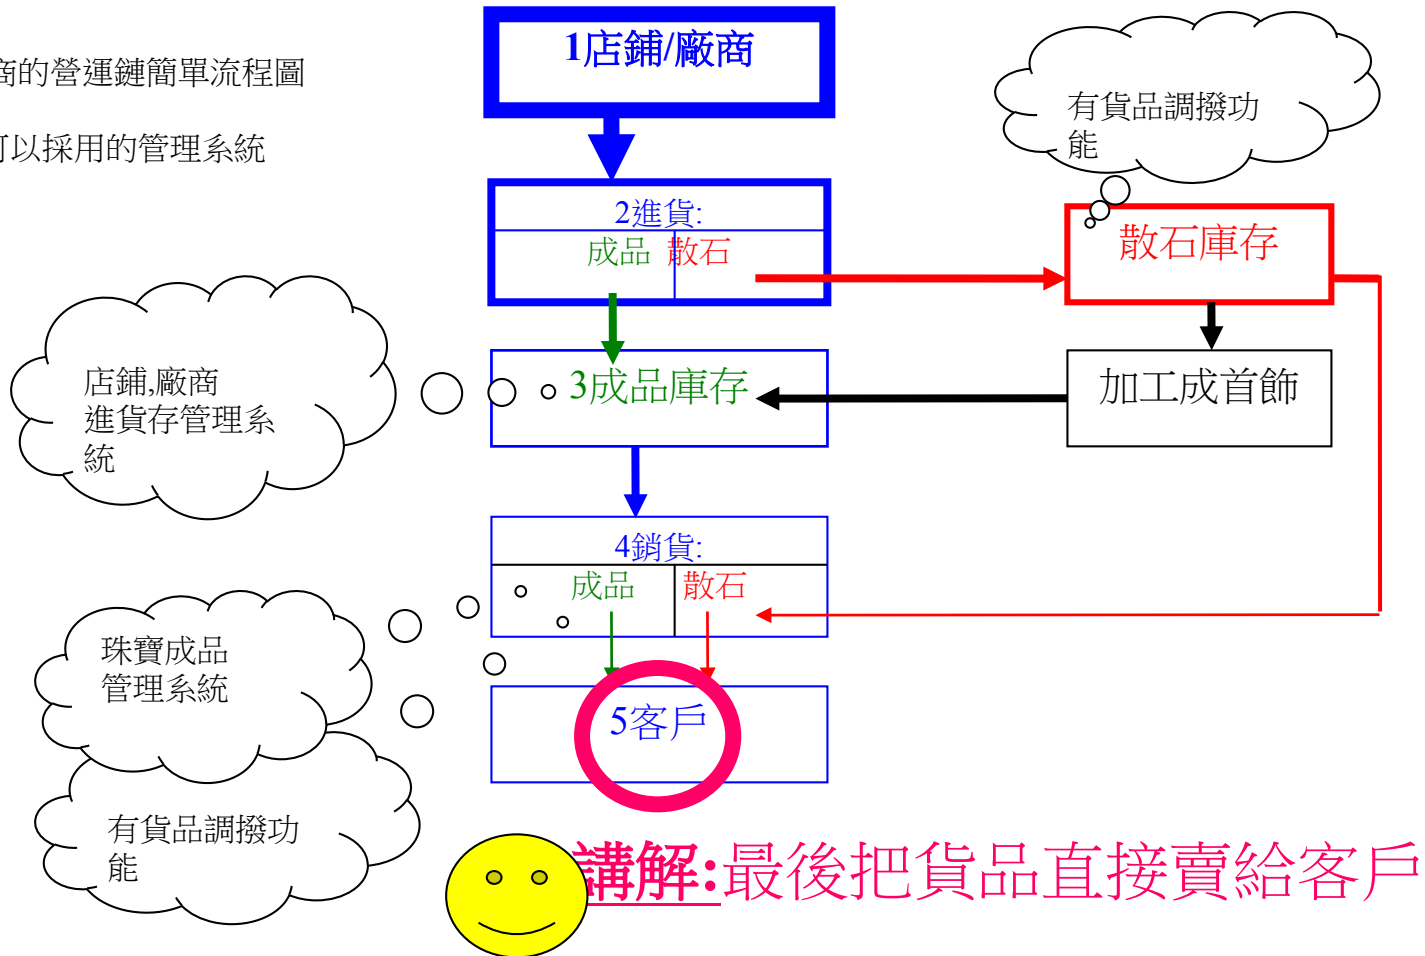 商的營運鏈簡單流程圖
可以採用的管理系統
1店鋪/廠商
有貨品調撥功
能
2進貨:
成品 散石
散石庫存
店鋪,廠商
進貨存管理系
統
3成品庫存
加工成首飾
4銷貨:
成品 散石
珠寶成品
管理系統
5客戶
有貨品調撥功
能
講解:最後把貨品直接賣給客戶